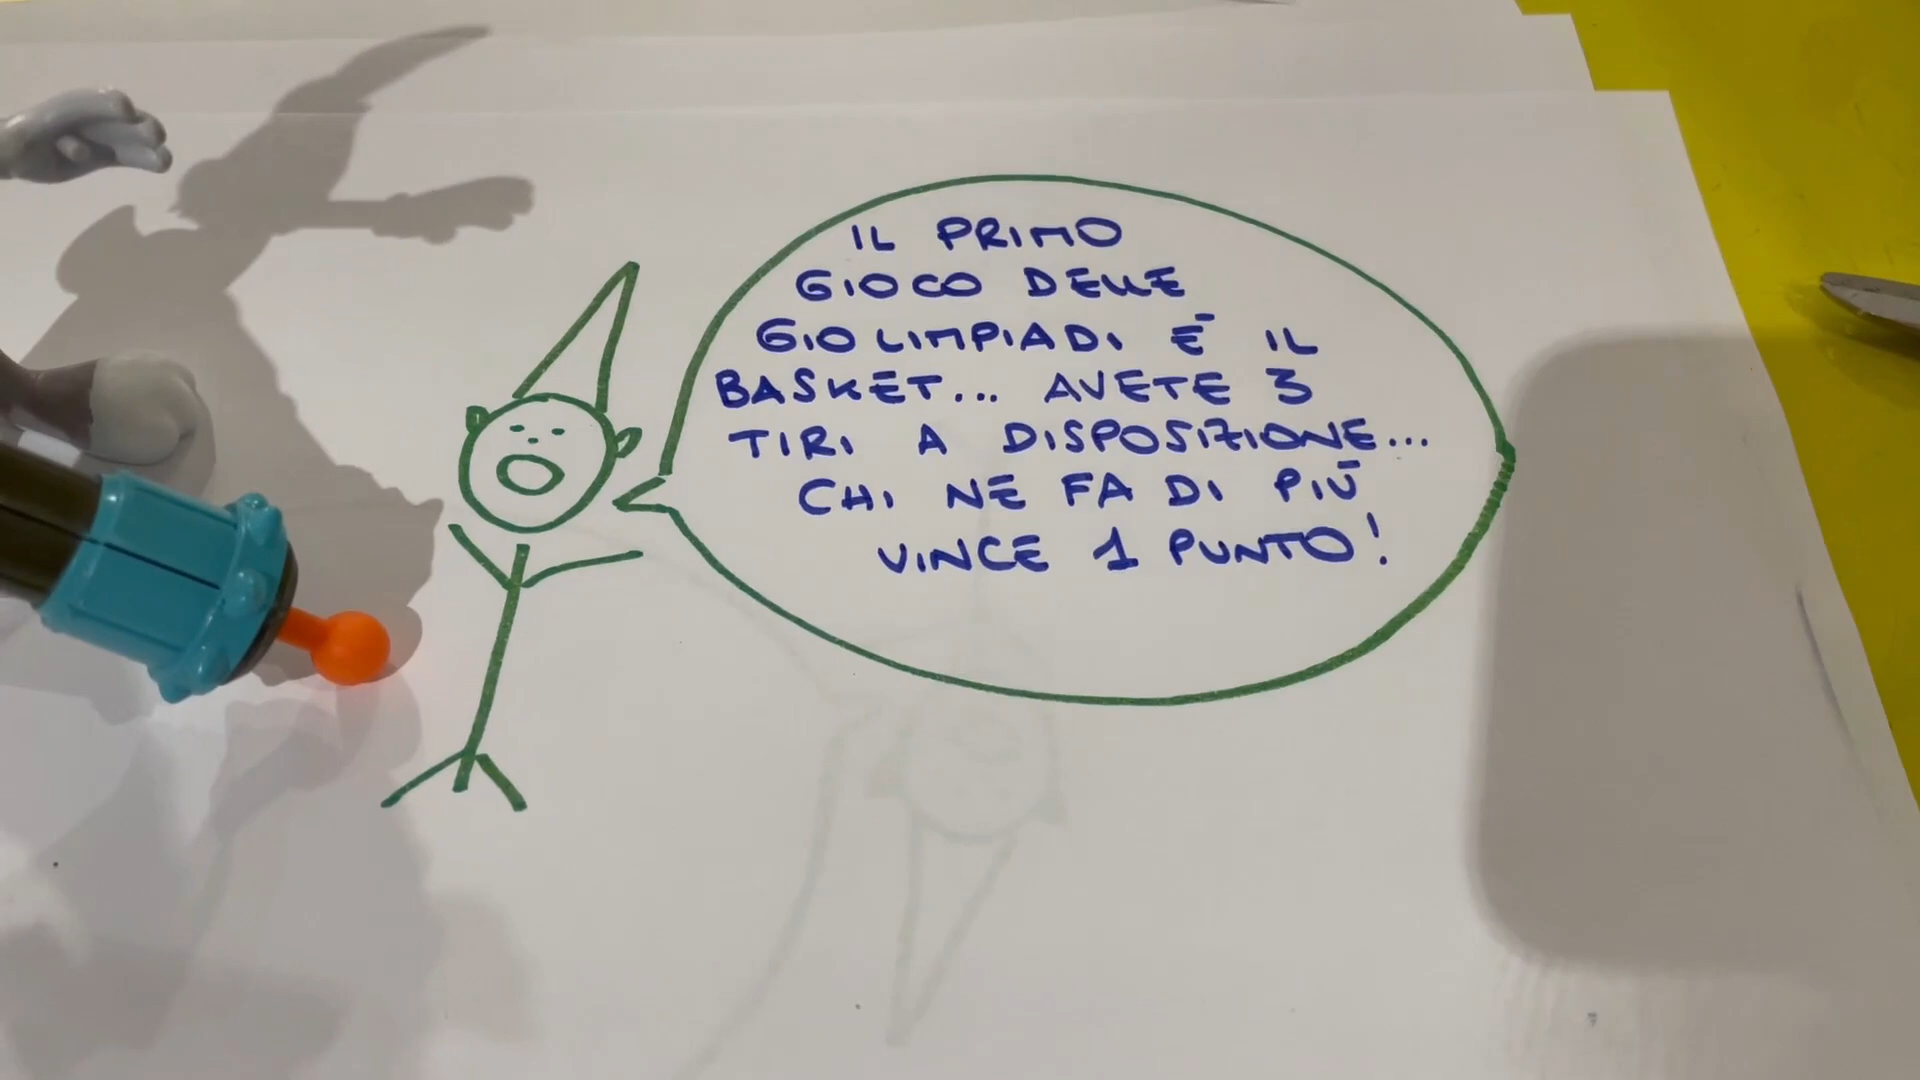 IL PRIMO
GIOCO DELLE
GIOLIMPIADI È IL
BASKET... AVETE 3
TIRI A DISPOSIZIONE...
CHI NE FA DI PIÙ
VINCE 1 PUNTO!